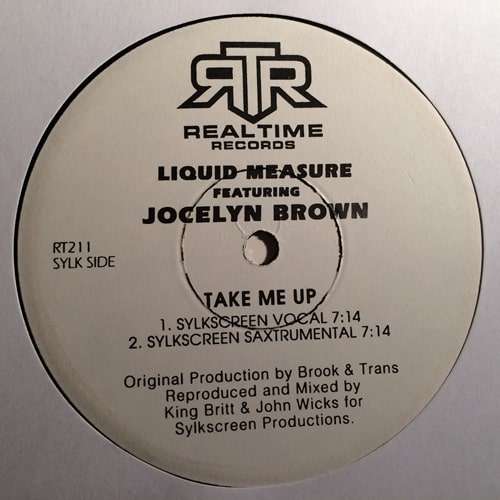 RTR
REALTIME
RECORDS
LIQUID MEASURE
FEATURING
JOCELYN BROWN
RT211
SYLK SIDE
TAKE ME UP
1. SYLKSCREEN VOCAL 7:14
2. SYLKSCREEN SAXTRUMENTAL 7:14
Original Production by Brook & Trans
Reproduced and Mixed by
King Britt & John Wicks for
Sylkscreen Productions.